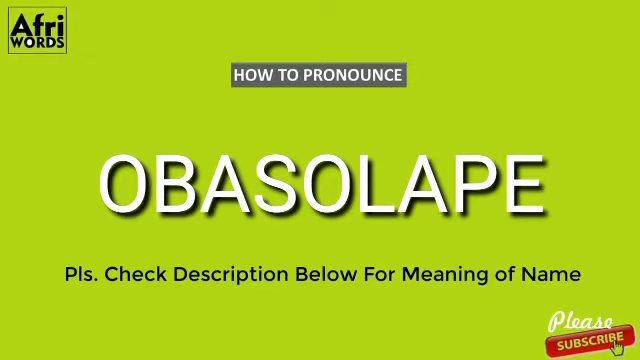 Afri
WORDS
HOW TO PRONOUNCE
OBASOLAPE
Pls. Check Description Below For Meaning of Name
Please
SUBSCRIBE